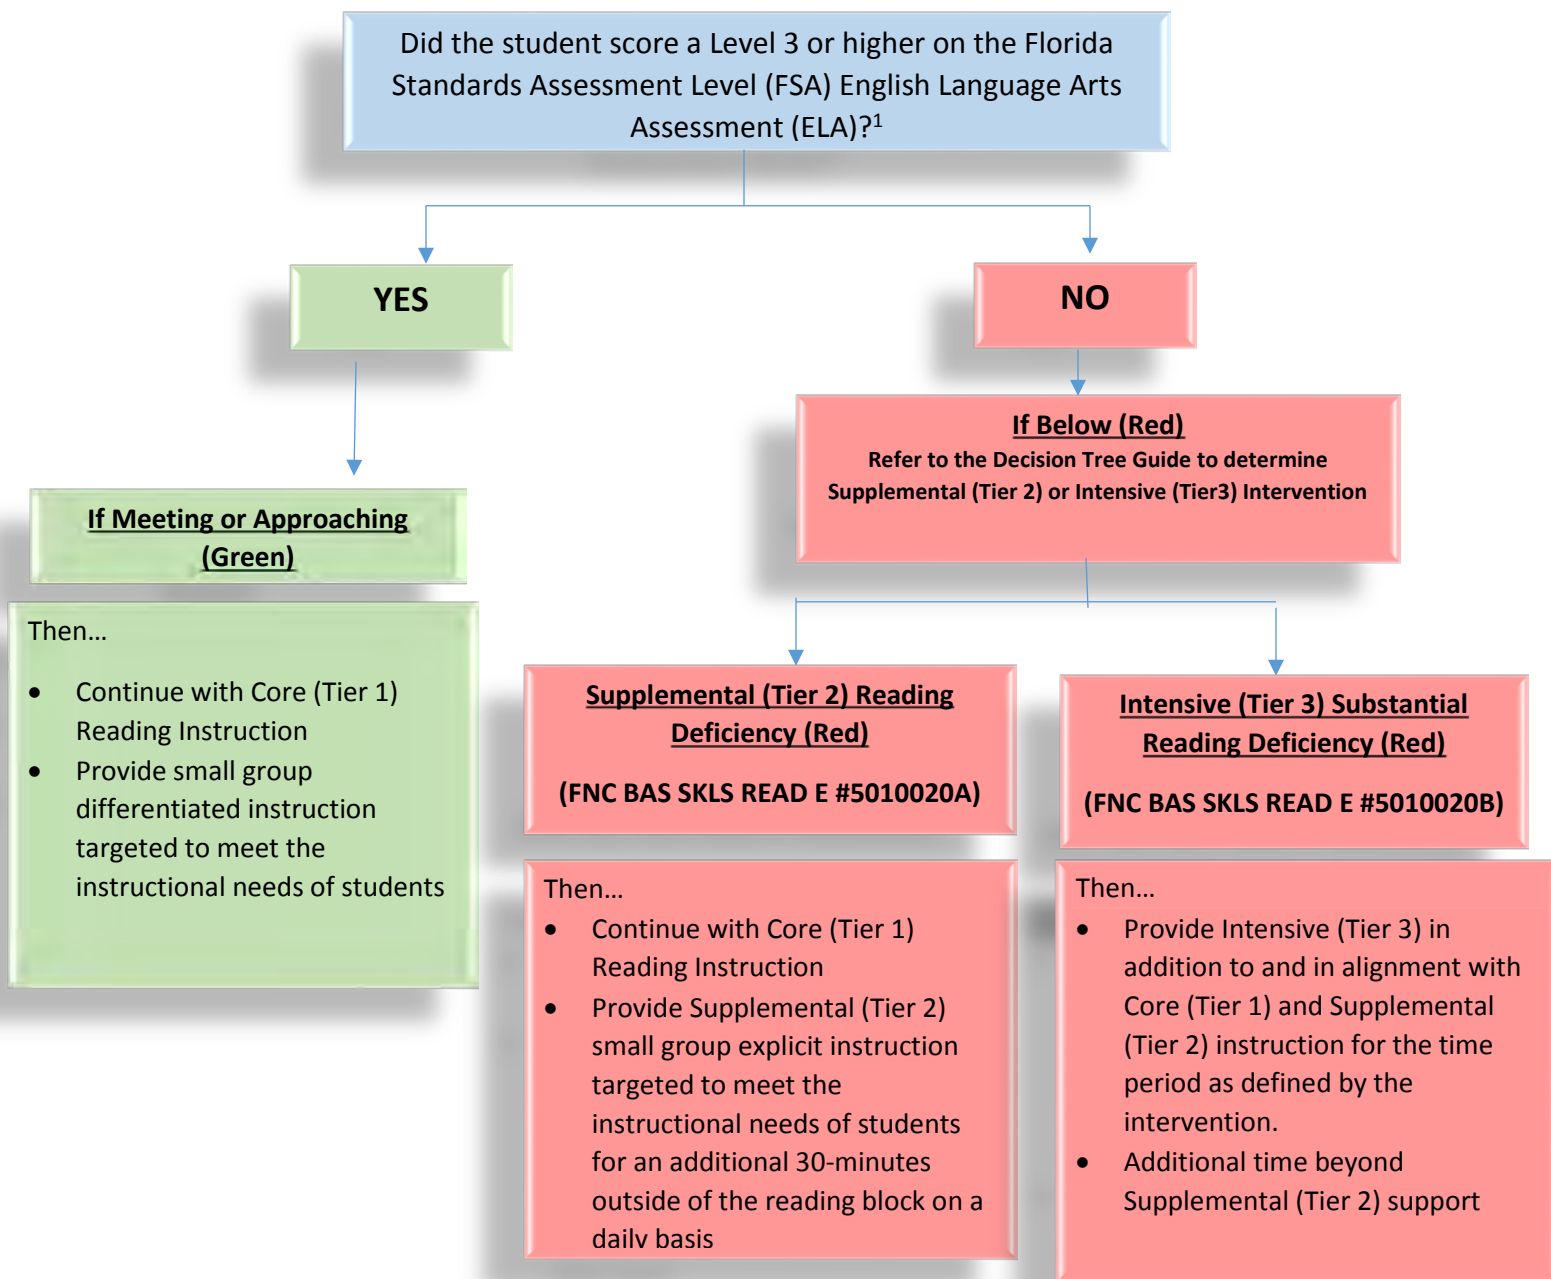 Did the student score a Level 3 or higher on the Florida
Standards Assessment Level (FSA) English Language Arts
Assessment (ELA)?¹
YES
NO
If Below (Red)
Refer to the Decision Tree Guide to determine
Supplemental (Tier 2) or Intensive (Tier3) Intervention
If Meeting or Approaching
(Green)
Then…
• Continue with Core (Tier 1)
Reading Instruction
• Provide small group
differentiated instruction
targeted to meet the
instructional needs of students
Supplemental (Tier 2) Reading
Deficiency (Red)
(FNC BAS SKLS READ E #5010020A)
Then…
• Continue with Core (Tier 1)
Reading Instruction
• Provide Supplemental (Tier 2)
small group explicit instruction
targeted to meet the
instructional needs of students
for an additional 30-minutes
outside of the reading block on a
daily basis
Intensive (Tier 3) Substantial
Reading Deficiency (Red)
(FNC BAS SKLS READ E #5010020B)
Then…
• Provide Intensive (Tier 3) in
addition to and in alignment with
Core (Tier 1) and Supplemental
(Tier 2) instruction for the time
period as defined by the
intervention.
• Additional time beyond
Supplemental (Tier 2) support